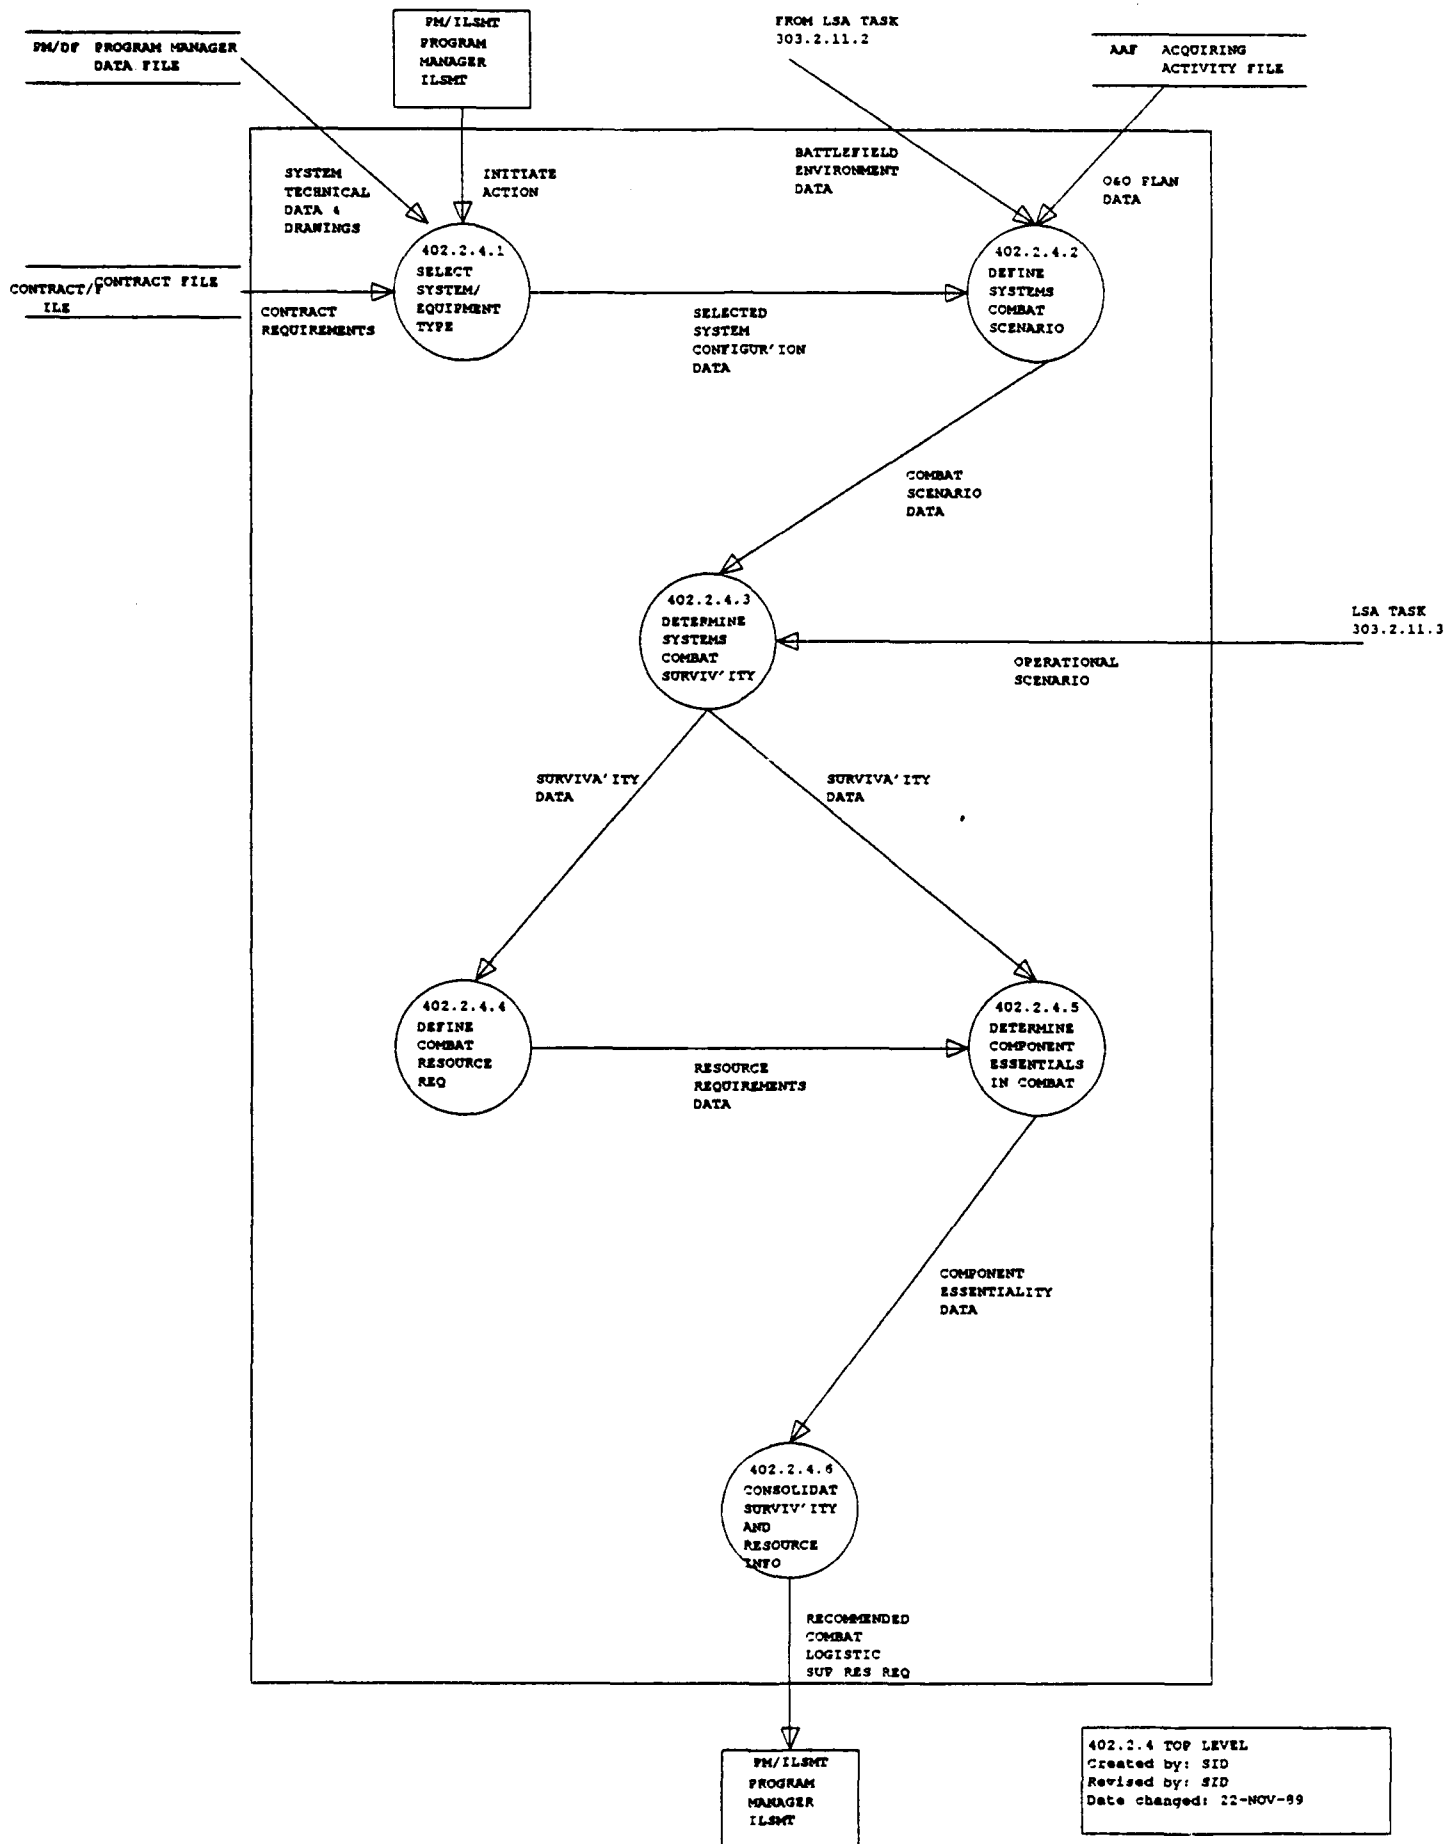 PM/DF PROGRAM MANAGER
DATA FILE
PM/ILSMT
PROGRAM
MANAGER
ILSMT
FROM LSA TASK
303.2.11.2
AAF ACQUIRING
ACTIVITY FILE
SYSTEM
TECHNICAL
DATA &
DRAWINGS
INITIATE
ACTION
BATTLEFIELD
ENVIRONMENT
DATA
O&O PLAN
DATA
CONTRACT/F
ILE
CONTRACT FILE
CONTRACT
REQUIREMENTS
402.2.4.1
SELECT
SYSTEM/
EQUIPMENT
TYPE
SELECTED
SYSTEM
CONFIGUR'ION
DATA
402.2.4.2
DEFINE
SYSTEMS
COMBAT
SCENARIO
COMBAT
SCENARIO
DATA
402.2.4.3
DETERMINE
SYSTEMS
COMBAT
SURVIV'ITY
LSA TASK
303.2.11.3
OPERATIONAL
SCENARIO
SURVIVA'ITY
DATA
SURVIVA'ITY
DATA
402.2.4.4
DEFINE
COMBAT
RESOURCE
REQ
RESOURCE
REQUIREMENTS
DATA
402.2.4.5
DETERMINE
COMPONENT
ESSENTIALS
IN COMBAT
COMPONENT
ESSENTIALITY
DATA
402.2.4.6
CONSOLIDAT
SURVIV'ITY
AND
RESOURCE
INFO
RECOMMENDED
COMBAT
LOGISTIC
SUP RES REQ
PM/ILSMT
PROGRAM
MANAGER
ILSMT
402.2.4 TOP LEVEL
Created by: SID
Revised by: SID
Date changed: 22-NOV-89